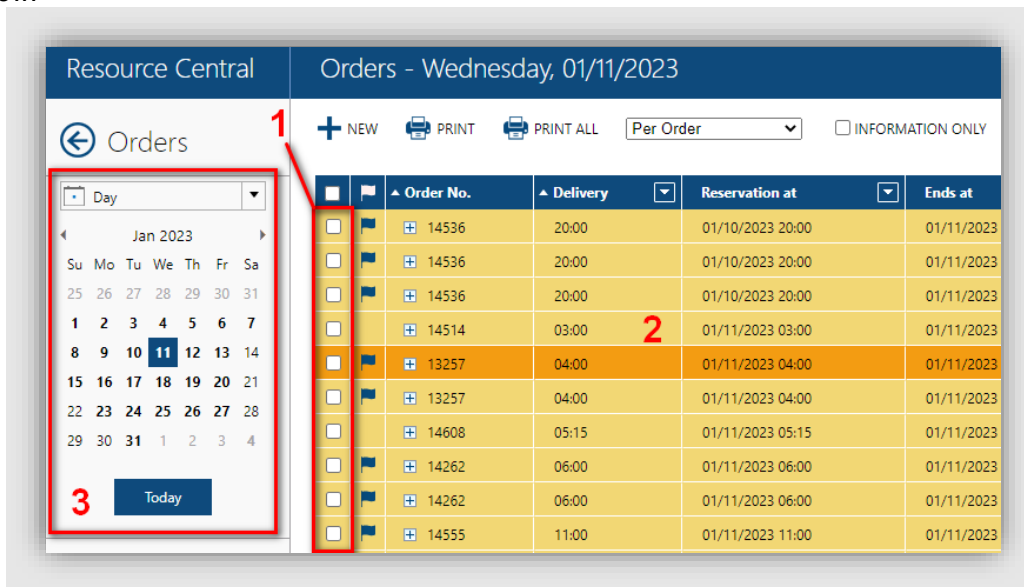 Resource Central
Orders - Wednesday, 01/11/2023
Orders
1
NEW PRINT PRINT ALL Per Order INFORMATION ONLY
Day
Jan 2023
Su Mo Tu We Th Fr Sa
25 26 27 28 29 30 31
1 2 3 4 5 6 7
8 9 10 11 12 13 14
15 16 17 18 19 20 21
22 23 24 25 26 27 28
29 30 31 1 2 3 4
3
Today
Order No. Delivery Reservation at Ends at
14536 20:00 01/10/2023 20:00 01/11/2023
14536 20:00 01/10/2023 20:00 01/11/2023
14536 20:00 01/10/2023 20:00 01/11/2023
14514 03:00 2 01/11/2023 03:00 01/11/2023
13257 04:00 01/11/2023 04:00 01/11/2023
13257 04:00 01/11/2023 04:00 01/11/2023
14608 05:15 01/11/2023 05:15 01/11/2023
14262 06:00 01/11/2023 06:00 01/11/2023
14262 06:00 01/11/2023 06:00 01/11/2023
14555 11:00 01/11/2023 11:00 01/11/2023